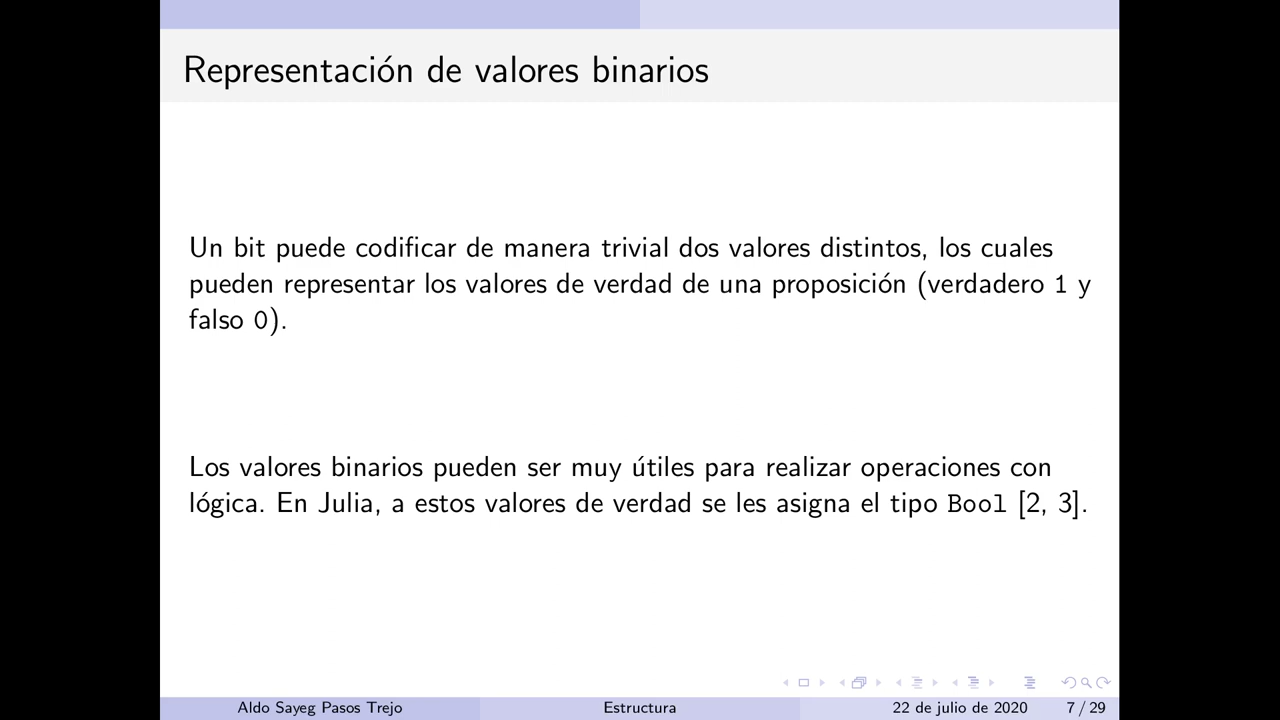 Representación de valores binarios
Un bit puede codificar de manera trivial dos valores distintos, los cuales
pueden representar los valores de verdad de una proposición (verdadero 1 y
falso 0).
Los valores binarios pueden ser muy útiles para realizar operaciones con
lógica. En Julia, a estos valores de verdad se les asigna el tipo Bool [2, 3].
Aldo Sayeg Pasos Trejo Estructura 22 de julio de 2020 7 / 29